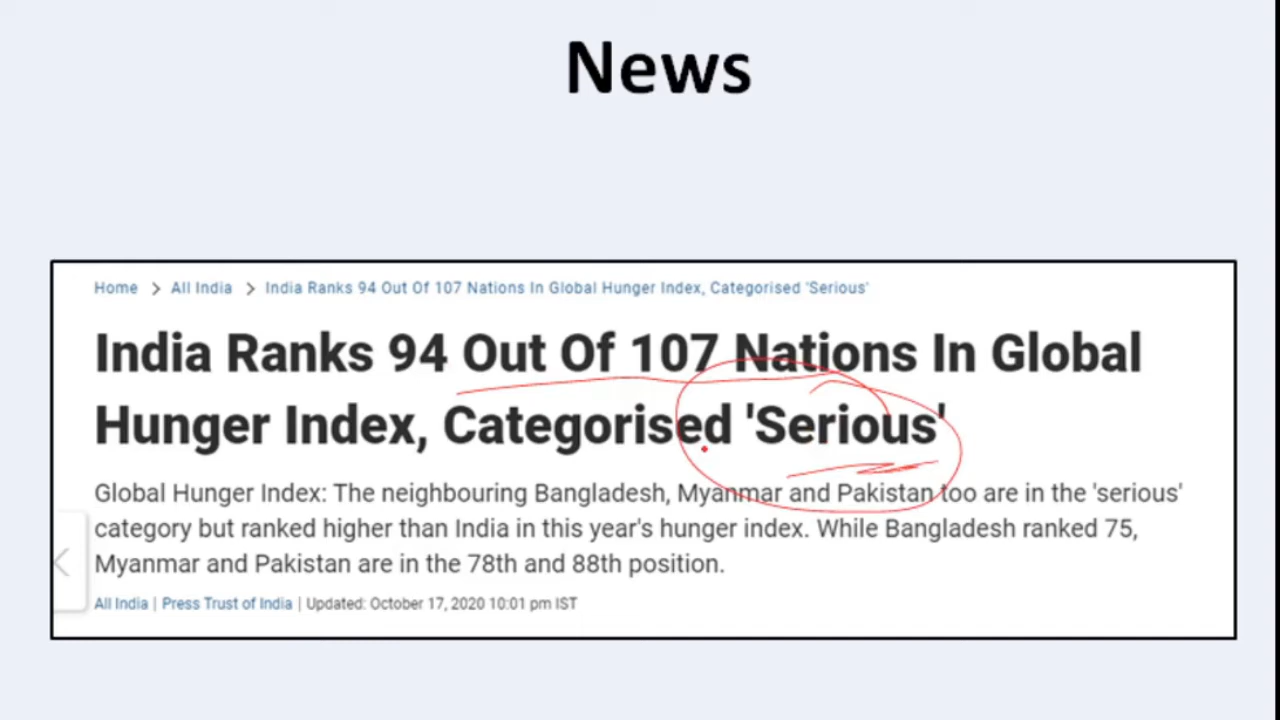 News
Home > All India > India Ranks 94 Out Of 107 Nations In Global Hunger Index, Categorised 'Serious'
India Ranks 94 Out Of 107 Nations In Global
Hunger Index, Categorised 'Serious'
Global Hunger Index: The neighbouring Bangladesh, Myanmar and Pakistan too are in the 'serious'
category but ranked higher than India in this year's hunger index. While Bangladesh ranked 75,
Myanmar and Pakistan are in the 78th and 88th position.
All India | Press Trust of India | Updated: October 17, 2020 10:01 pm IST